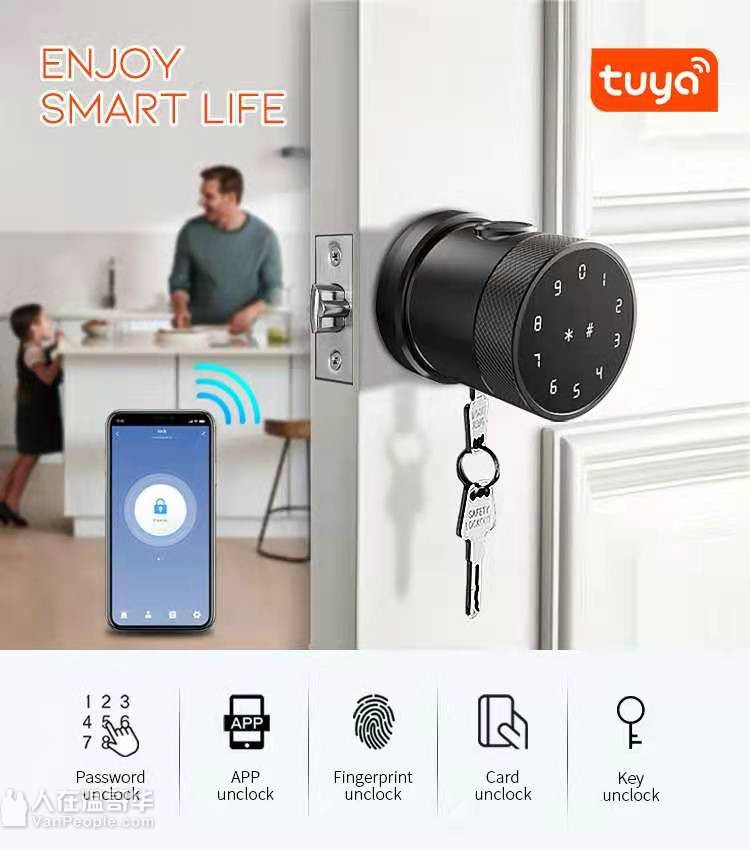 ENJOY
SMART LIFE
tuya
0
1
2
3
4
5
6
7
8
9
*
#
SAFETY
1 2 3
4 5 6
7 8
APP
Password
unclock
APP
unclock
Fingerprint
unclock
Card
unclock
Key
unclock
人在温哥华
VanPeople.com